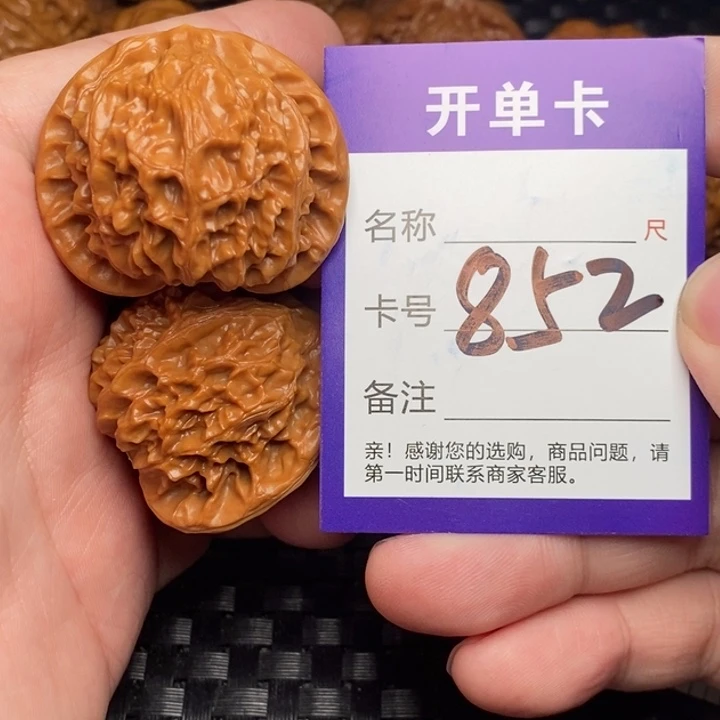 开单卡
名称 尺
卡号 852
备注
亲！感谢您的选购，商品问题，请
第一时间联系商家客服。